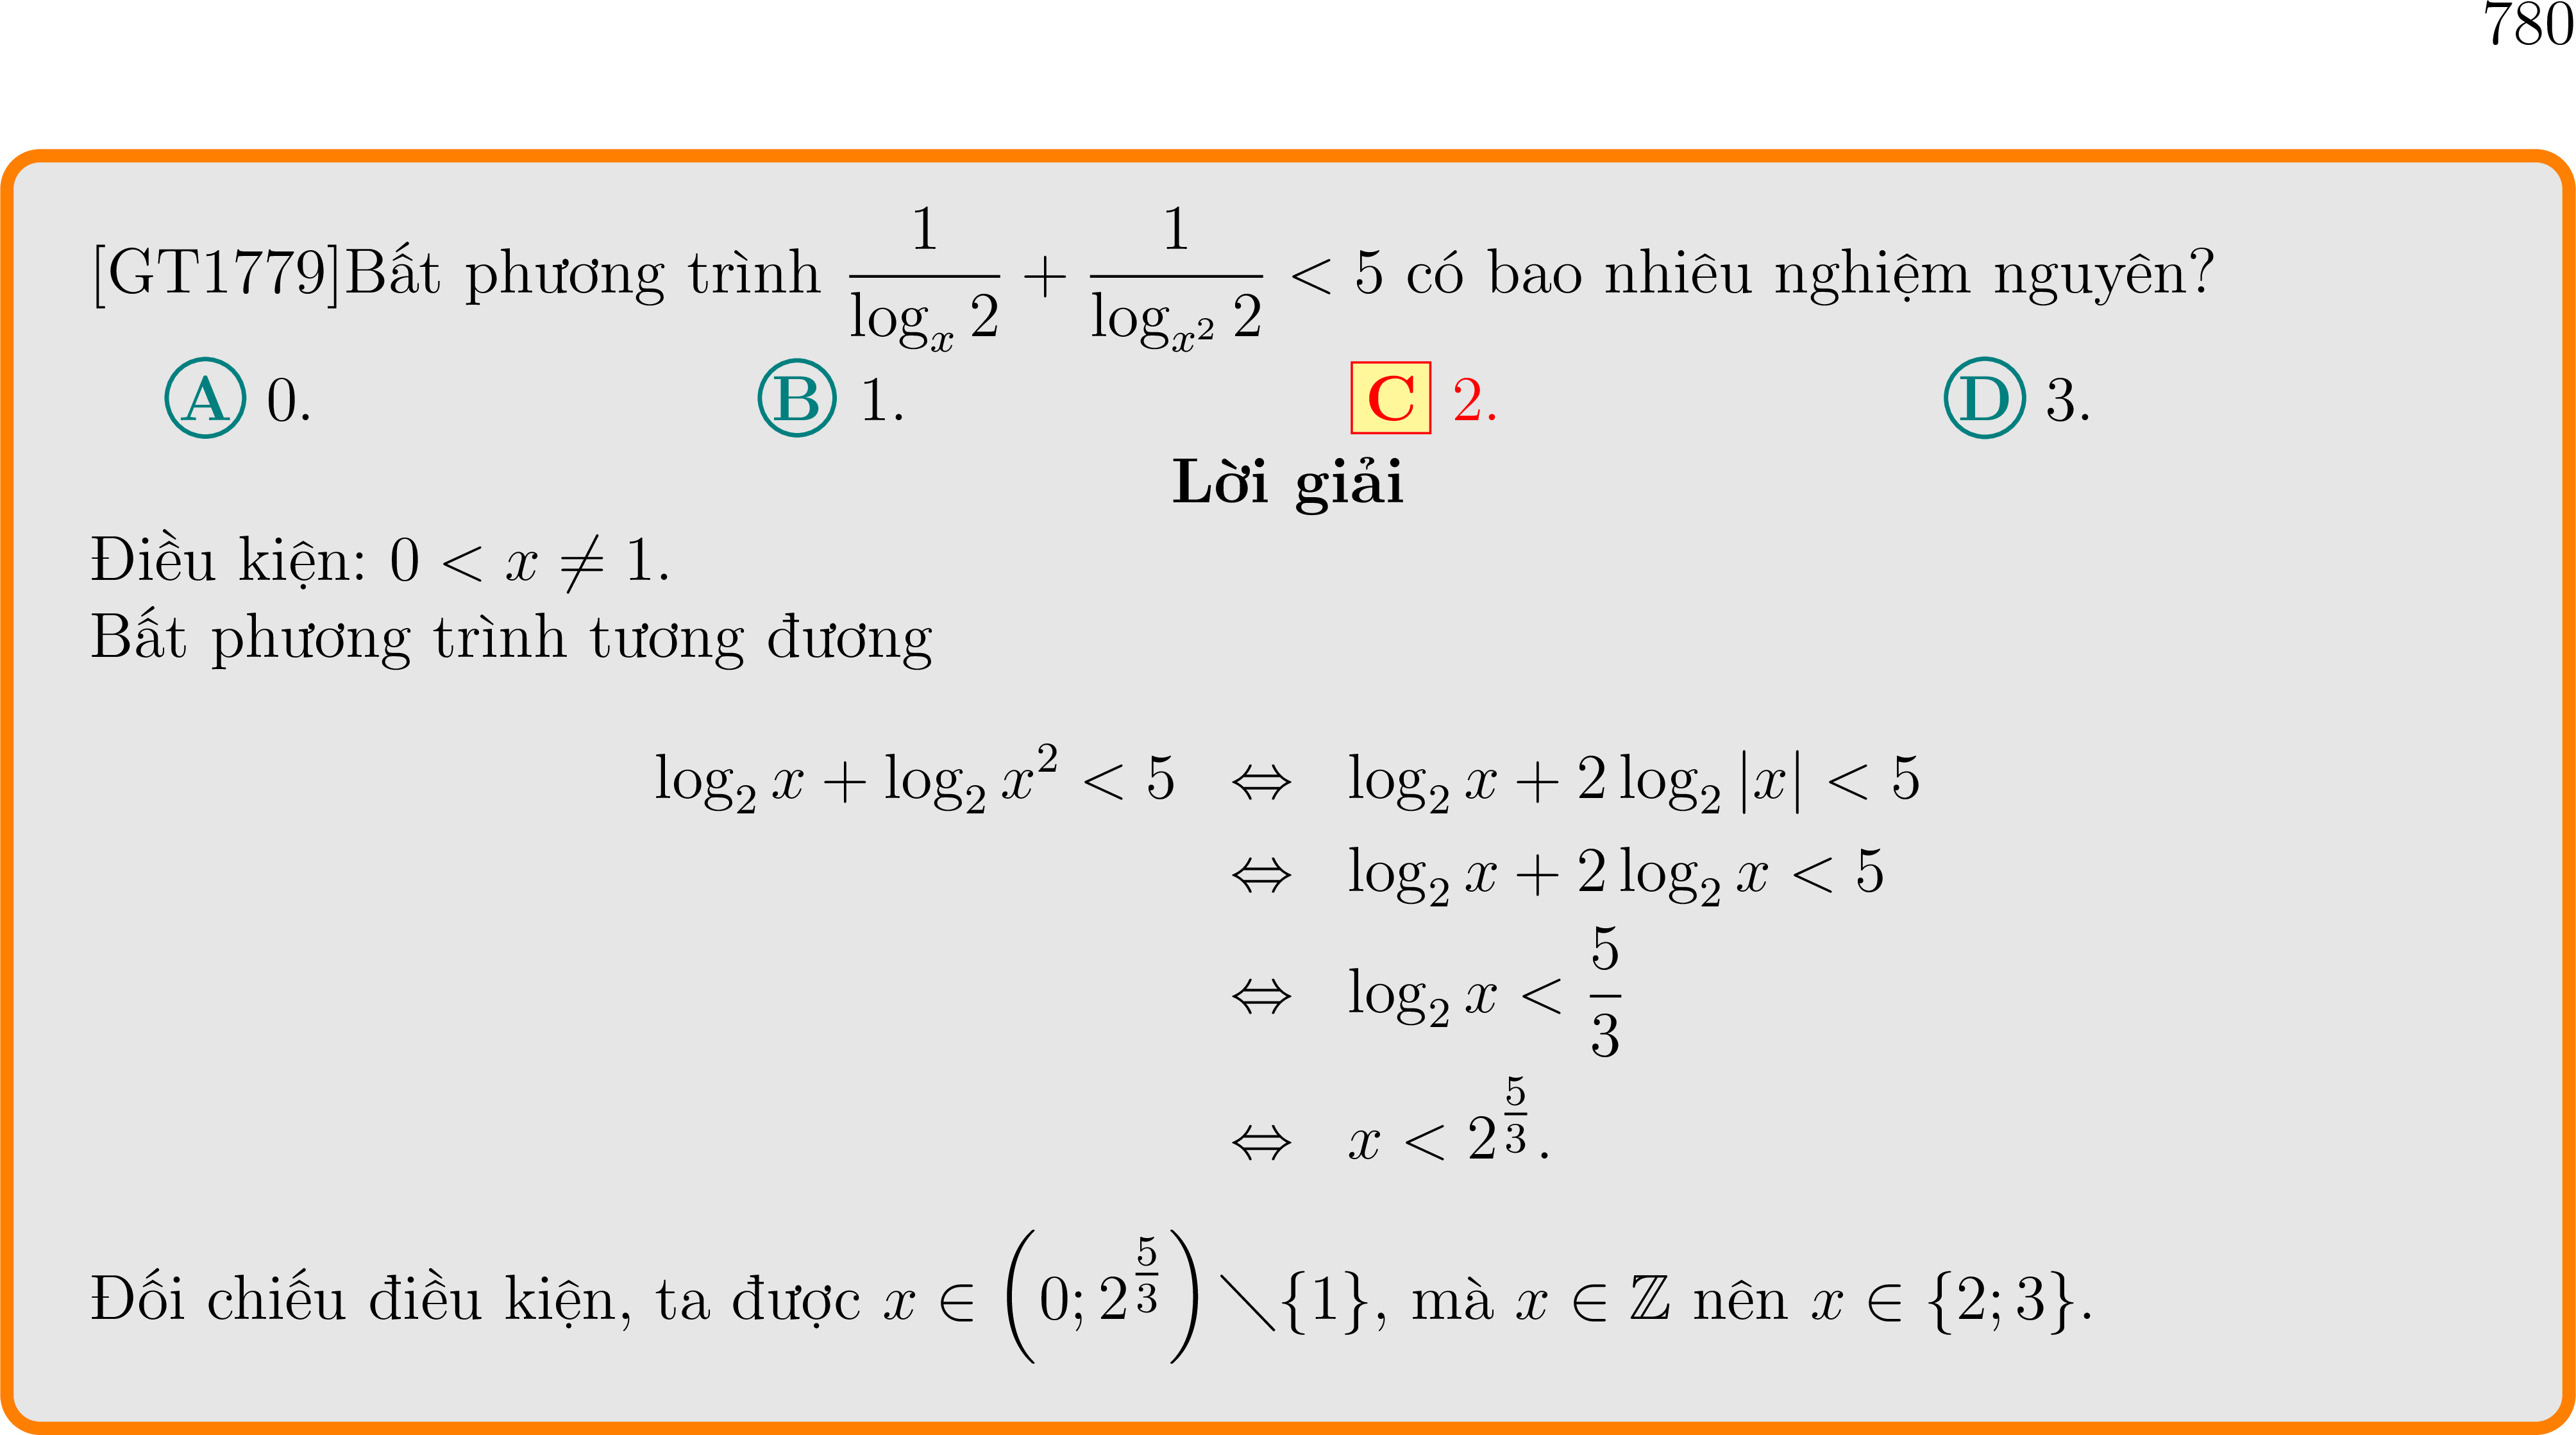 780
[GT1779]Bất phương trình $\dfrac{1}{\log_x 2} + \dfrac{1}{\log_{x^2} 2} < 5$ có bao nhiêu nghiệm nguyên?
A 0. B 1. C 2. D 3.
Lời giải
Điều kiện: $0 < x \neq 1$.
Bất phương trình tương đương
$\log_2 x + \log_2 x^2 < 5 \Leftrightarrow \log_2 x + 2\log_2 |x| < 5$
$\Leftrightarrow \log_2 x + 2\log_2 x < 5$
$\Leftrightarrow \log_2 x < \dfrac{5}{3}$
$\Leftrightarrow x < 2^{\frac{5}{3}}.$
Đối chiếu điều kiện, ta được $x \in \left(0; 2^{\frac{5}{3}}\right) \setminus \{1\}$, mà $x \in \mathbb{Z}$ nên $x \in \{2; 3\}$.